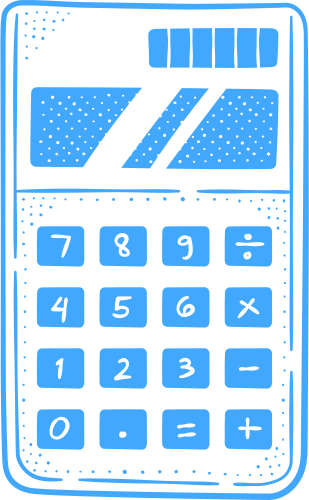 7 8 9 ÷
4 5 6 ×
1 2 3 −
0 . = +